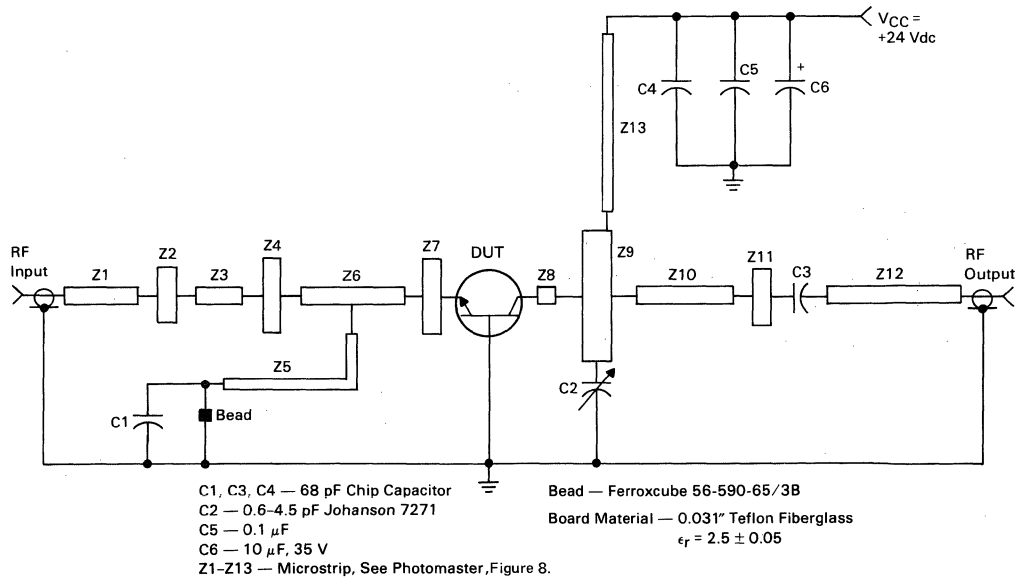 VCC =
+24 Vdc
C4
C5
+
C6
Z13
RF
Input
Z1
Z2
Z3
Z4
Z6
Z7
DUT
Z8
Z9
Z10
Z11
C3
Z12
RF
Output
Z5
C1
Bead
C2
C1, C3, C4 — 68 pF Chip Capacitor
C2 — 0.6-4.5 pF Johanson 7271
C5 — 0.1 μF
C6 — 10 μF, 35 V
Z1-Z13 — Microstrip, See Photomaster, Figure 8.
Bead — Ferroxcube 56-590-65/3B
Board Material — 0.031″ Teflon Fiberglass
εr = 2.5 ± 0.05